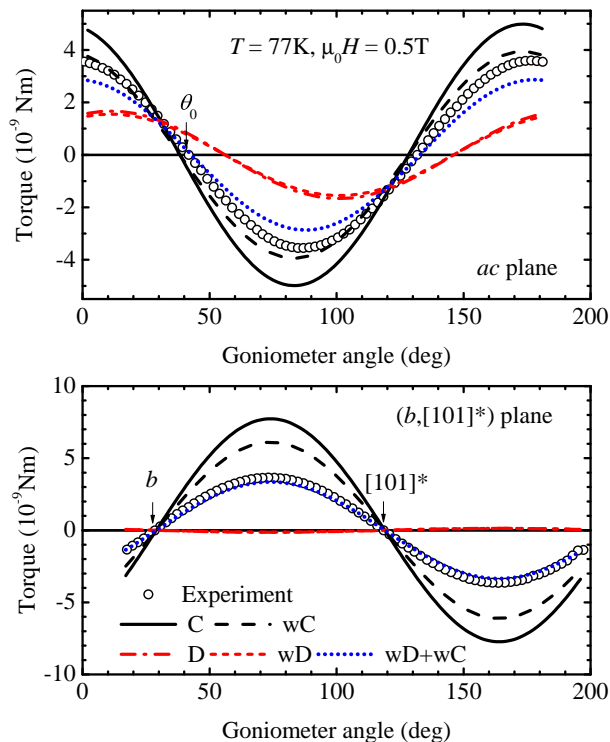 T = 77K, μ0H = 0.5T
θ0
4
2
0
-2
-4
Torque (10-9 Nm)
ac plane
0 50 100 150 200
Goniometer angle (deg)
10
5
0
-5
-10
Torque (10-9Nm)
(b,[101]*) plane
b
[101]*
Experiment
C wC
D wD wD+wC
0 50 100 150 200
Goniometer angle (deg)